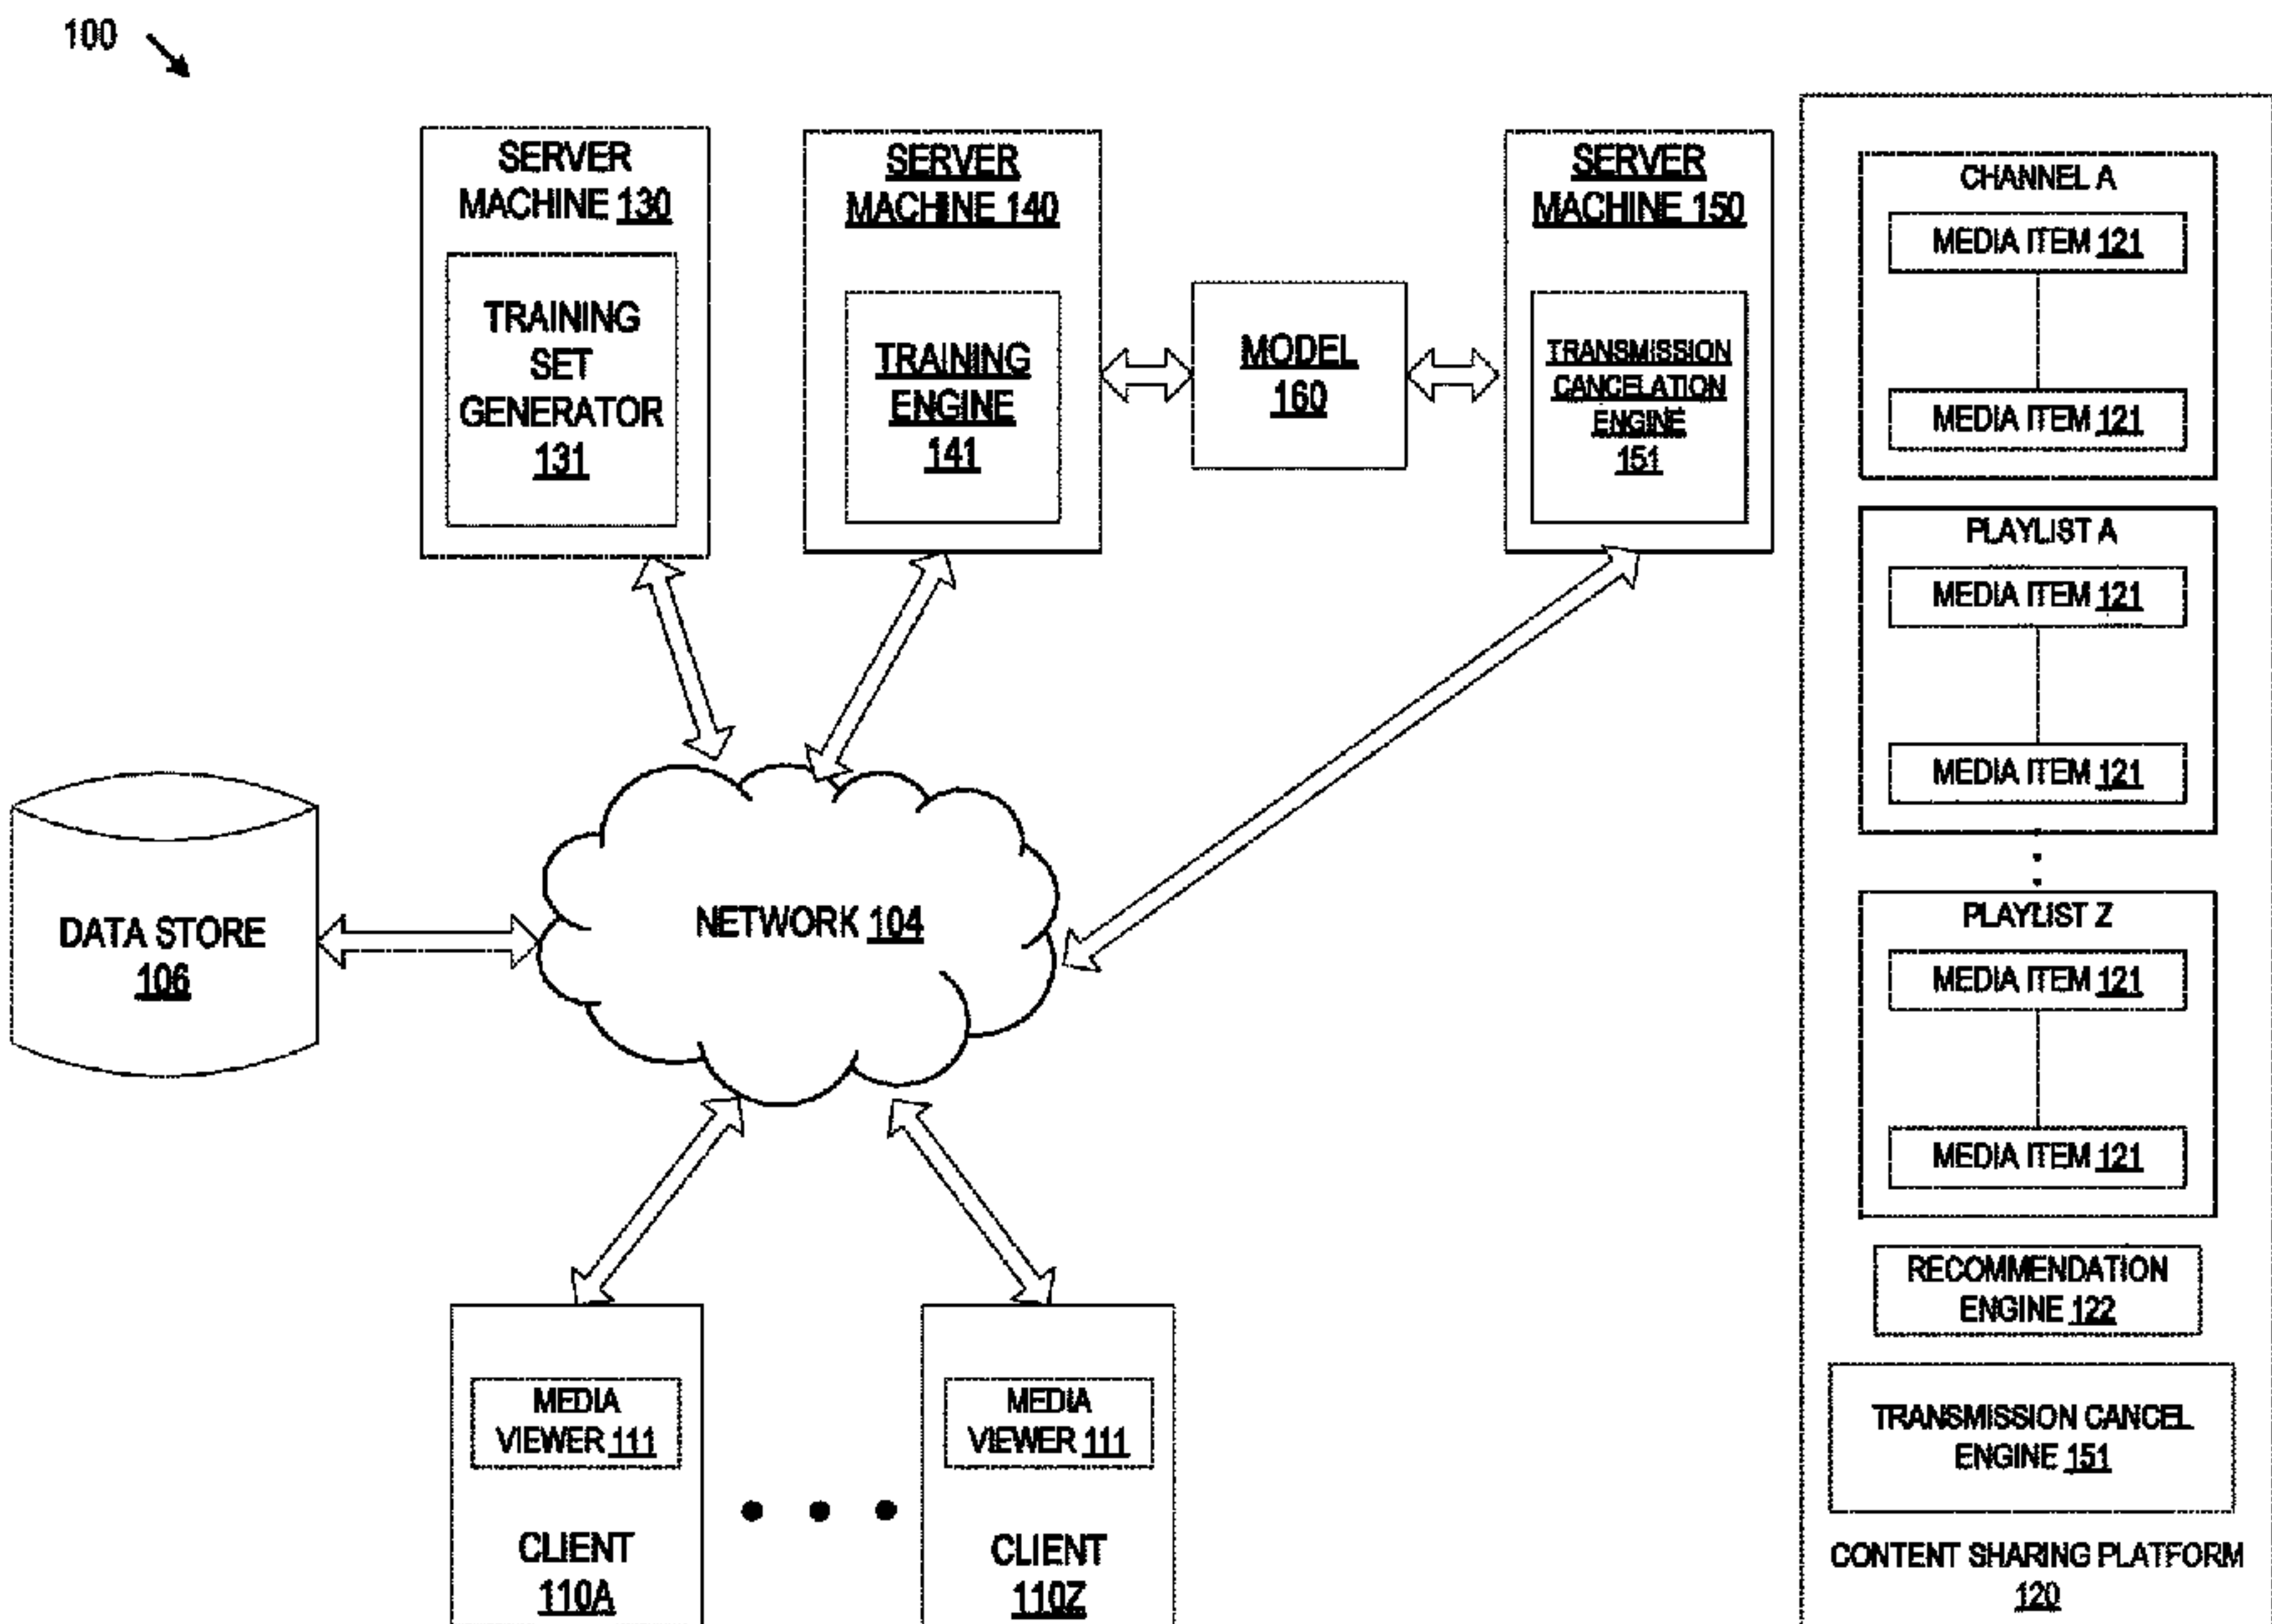 100
SERVER
MACHINE 130
TRAINING
SET
GENERATOR
131
SERVER
MACHINE 140
TRAINING
ENGINE
141
MODEL
160
SERVER
MACHINE 150
TRANSMISSION
CANCELATION
ENGINE
151
CHANNEL A
MEDIA ITEM 121
MEDIA ITEM 121
PLAYLIST A
MEDIA ITEM 121
MEDIA ITEM 121
PLAYLIST Z
MEDIA ITEM 121
MEDIA ITEM 121
RECOMMENDATION
ENGINE 122
TRANSMISSION CANCEL
ENGINE 151
CONTENT SHARING PLATFORM
120
DATA STORE
106
NETWORK 104
MEDIA
VIEWER 111
CLIENT
110A
MEDIA
VIEWER 111
CLIENT
110Z